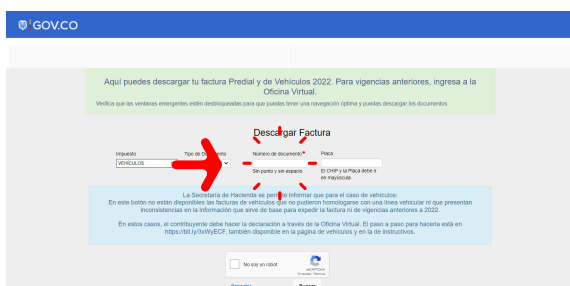 GOV.CO
Aquí puedes descargar tu factura Predial y de Vehículos 2022. Para vigencias anteriores, ingresa a la
Oficina Virtual.
Verifica que las ventanas emergentes estén desbloqueadas para que puedas tener una navegación óptima y puedas descargar los documentos
Descargar Factura
Impuesto Tipo de Documento Número de documento* Placa
VEHÍCULOS
Sin punto y sin espacio El CHIP y la Placa debe ir
en mayúscula
La Secretaría de Hacienda se permite informar que para el caso de vehículos:
En este botón no están disponibles las facturas de vehículos que no pudieron homologarse con una línea vehicular ni que presentan
inconsistencias en la información que sirve de base para expedir la factura ni de vigencias anteriores a 2022.
En estos casos, el contribuyente debe hacer la declaración a través de la Oficina Virtual. El paso a paso para hacerla está en
https://bit.ly/3xWyECF, también disponible en la página de vehículos y en la de instructivos.
No soy un robot
reCAPTCHA
Privacidad - Términos